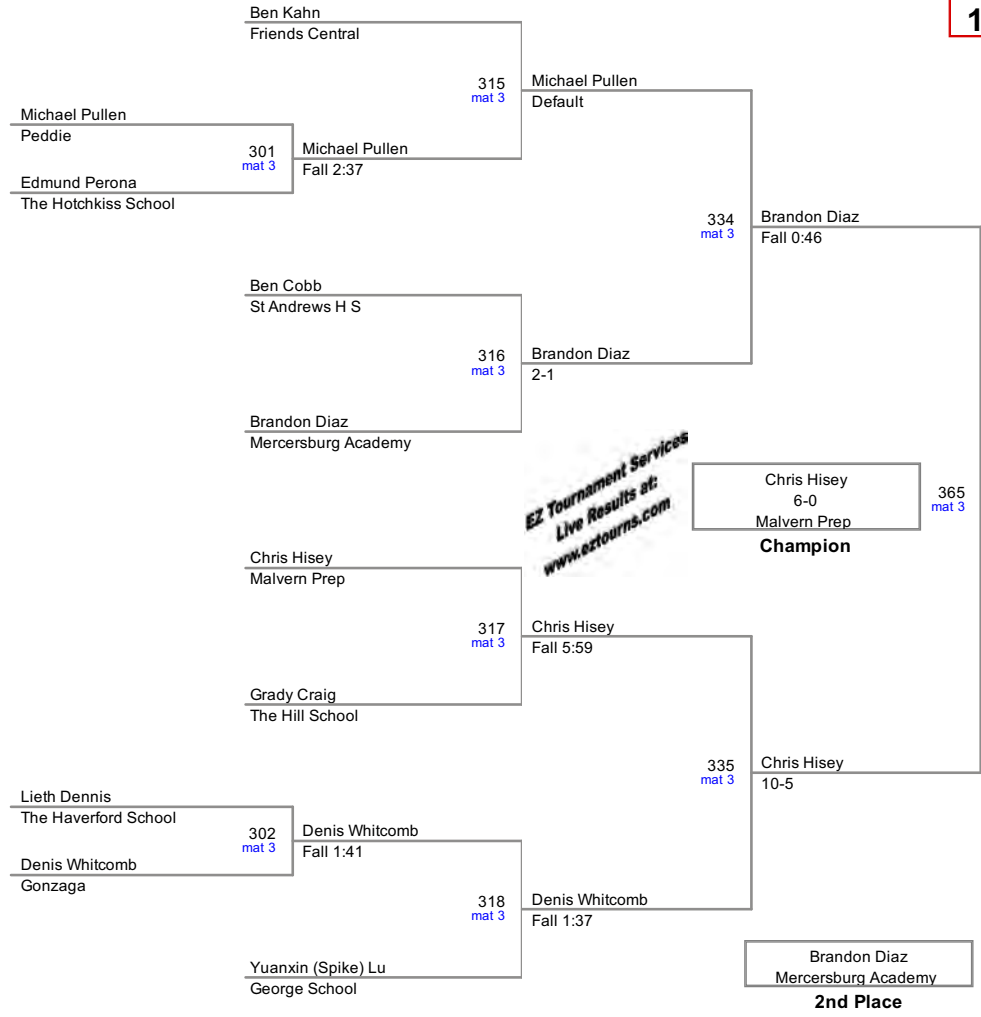 Ben Kahn
Friends Central
1
315
mat 3
Michael Pullen
Default
Michael Pullen
Peddie
301
mat 3
Michael Pullen
Fall 2:37
Edmund Perona
The Hotchkiss School
334
mat 3
Brandon Diaz
Fall 0:46
Ben Cobb
St Andrews H S
316
mat 3
Brandon Diaz
2-1
Brandon Diaz
Mercersburg Academy
EZ Tournament Services
Live Results at:
www.eztourns.com
Chris Hisey
6-0
Malvern Prep
Champion
365
mat 3
Chris Hisey
Malvern Prep
317
mat 3
Chris Hisey
Fall 5:59
Grady Craig
The Hill School
335
mat 3
Chris Hisey
10-5
Lieth Dennis
The Haverford School
302
mat 3
Denis Whitcomb
Fall 1:41
Denis Whitcomb
Gonzaga
318
mat 3
Denis Whitcomb
Fall 1:37
Yuanxin (Spike) Lu
George School
Brandon Diaz
Mercersburg Academy
2nd Place